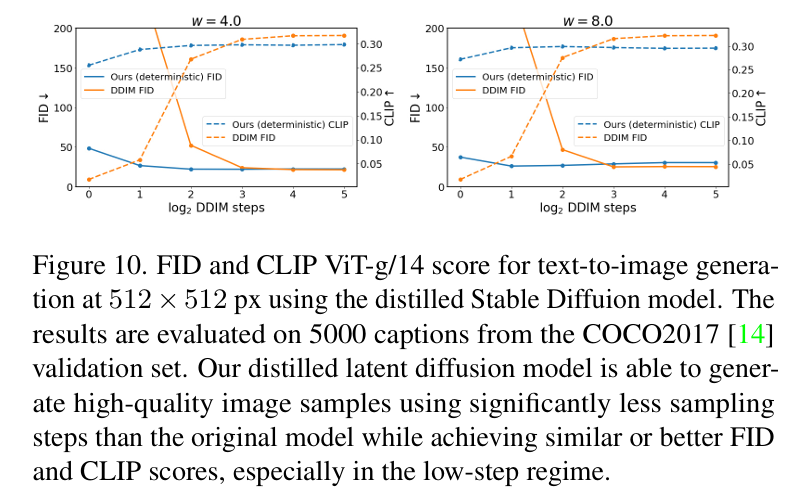 w = 4.0
200
150
100
50
0
FID ↓
0.30
0.25
0.20
0.15
0.10
0.05
CLIP ↑
Ours (deterministic) FID
DDIM FID
Ours (deterministic) CLIP
DDIM FID
0 1 2 3 4 5
log₂ DDIM steps
w = 8.0
200
150
100
50
0
FID ↓
0.30
0.25
0.20
0.15
0.10
0.05
CLIP ↑
Ours (deterministic) FID
DDIM FID
Ours (deterministic) CLIP
DDIM FID
0 1 2 3 4 5
log₂ DDIM steps
Figure 10. FID and CLIP ViT-g/14 score for text-to-image genera-
tion at 512 × 512 px using the distilled Stable Diffuion model. The
results are evaluated on 5000 captions from the COCO2017 [14]
validation set. Our distilled latent diffusion model is able to gener-
ate high-quality image samples using significantly less sampling
steps than the original model while achieving similar or better FID
and CLIP scores, especially in the low-step regime.